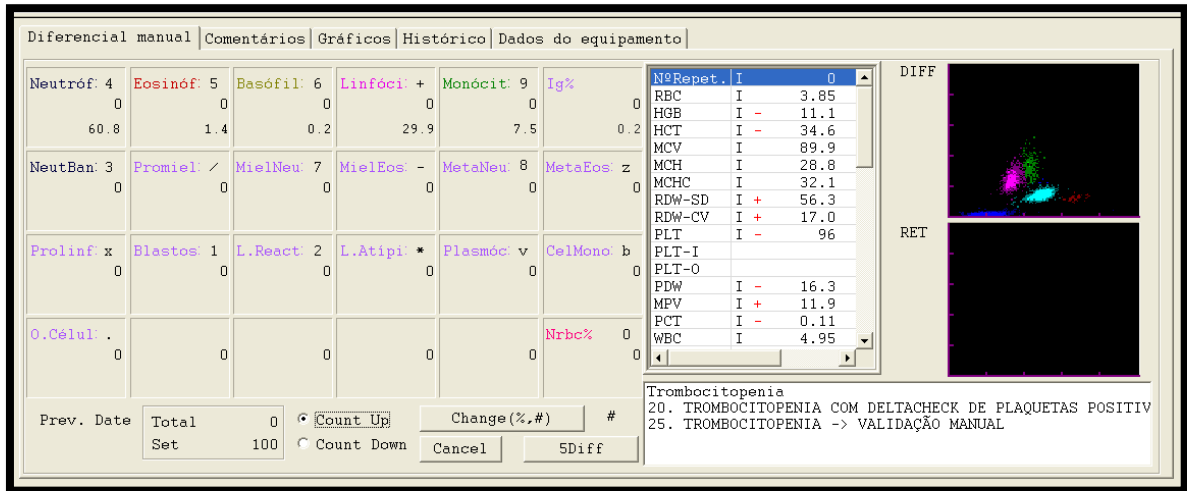 Diferencial manual Comentários Gráficos Histórico Dados do equipamento
Neutróf: 4 Eosinóf: 5 Basófil: 6 Linfóci: + Monócit: 9 Ig%
0 0 0 0 0 0
60.8 1.4 0.2 29.9 7.5 0.2
NeutBan: 3 Promiel: / MielNeu: 7 MielEos: - MetaNeu: 8 MetaEos: z
0 0 0 0 0 0
Prolinf: x Blastos: 1 L.React: 2 L.Atípi: * Plasmóc: v CelMono: b
0 0 0 0 0 0
O.Célul: . Nrbc% 0
0 0 0 0 0 0
Prev. Date
Total 0
Set 100
Count Up
Count Down
Change(%,#) #
Cancel 5Diff
NºRepet. I 0
RBC I 3.85
HGB I - 11.1
HCT I - 34.6
MCV I 89.9
MCH I 28.8
MCHC I 32.1
RDW-SD I + 56.3
RDW-CV I + 17.0
PLT I - 96
PLT-I
PLT-O
PDW I - 16.3
MPV I + 11.9
PCT I - 0.11
WBC I 4.95
DIFF
RET
Trombocitopenia
20. TROMBOCITOPENIA COM DELTACHECK DE PLAQUETAS POSITIV
25. TROMBOCITOPENIA -> VALIDAÇÃO MANUAL